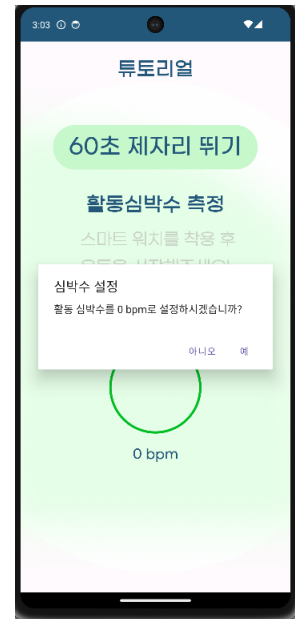 3:03
튜토리얼
60초 제자리 뛰기
활동심박수 측정
스마트 워치를 착용 후
심박수 설정
활동 심박수를 0 bpm로 설정하시겠습니까?
아니오 예
0 bpm